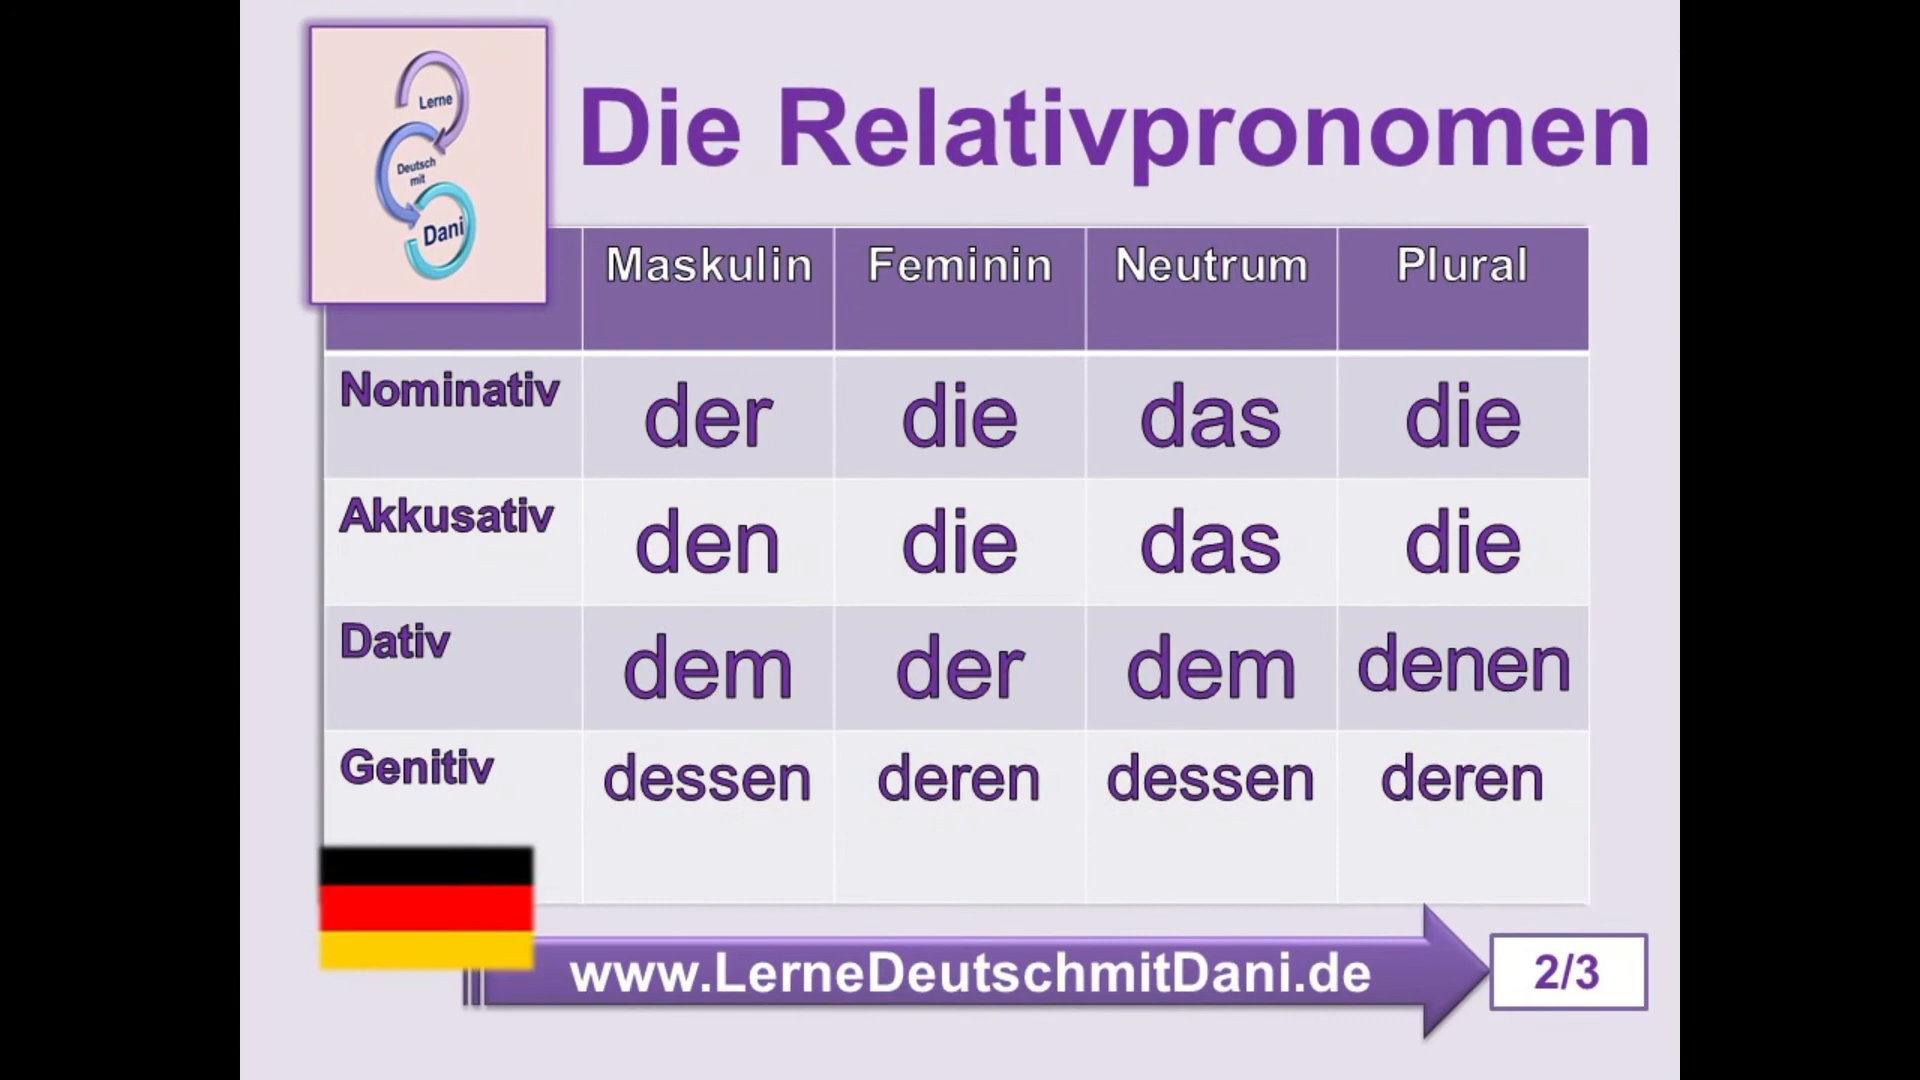 Lerne
Deutsch
mit
Dani
Die Relativpronomen
Maskulin Feminin Neutrum Plural
Nominativ der die das die
Akkusativ den die das die
Dativ dem der dem denen
Genitiv dessen deren dessen deren
www.LerneDeutschmitDani.de
2/3